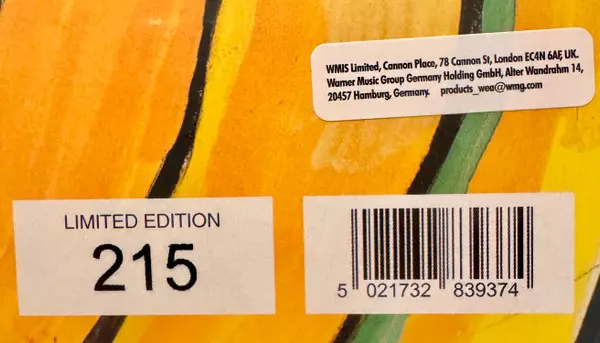 WMIS Limited, Cannon Place, 78 Cannon St, London EC4N 6AF, UK.
Warner Music Group Germany Holding GmbH, Alter Wandrahm 14,
20457 Hamburg, Germany. products_wea@wmg.com
LIMITED EDITION
215
5 021732 839374